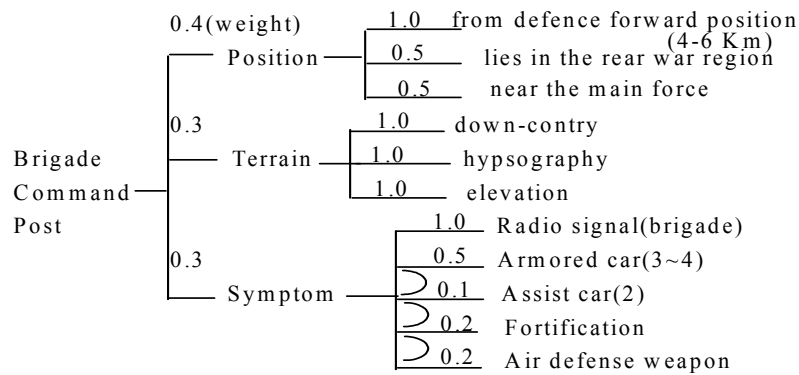 0.4(weight)
1.0 from defence forward position
(4-6 Km)
Position
0.5 lies in the rear war region
0.5 near the main force
0.3
1.0 down-contry
Brigade
Command
Post
Terrain
1.0 hypsography
1.0 elevation
0.3
1.0 Radio signal(brigade)
0.5 Armored car(3~4)
Symptom
0.1 Assist car(2)
0.2 Fortification
0.2 Air defense weapon